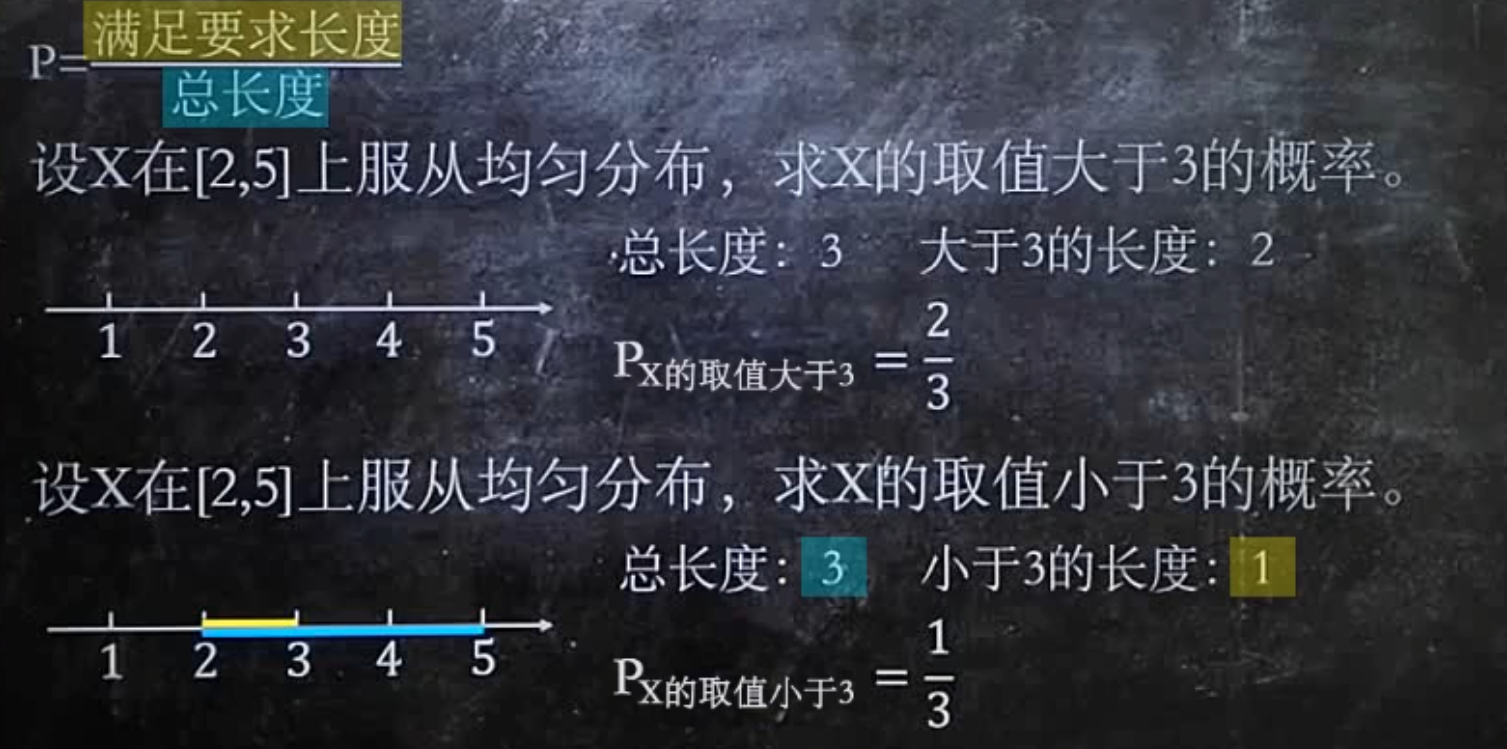 P=满足要求长度/总长度
设X在[2,5]上服从均匀分布，求X的取值大于3的概率。
总长度：3 大于3的长度：2
1 2 3 4 5
PX的取值大于3 = 2/3
设X在[2,5]上服从均匀分布，求X的取值小于3的概率。
总长度：3 小于3的长度：1
1 2 3 4 5
PX的取值小于3 = 1/3